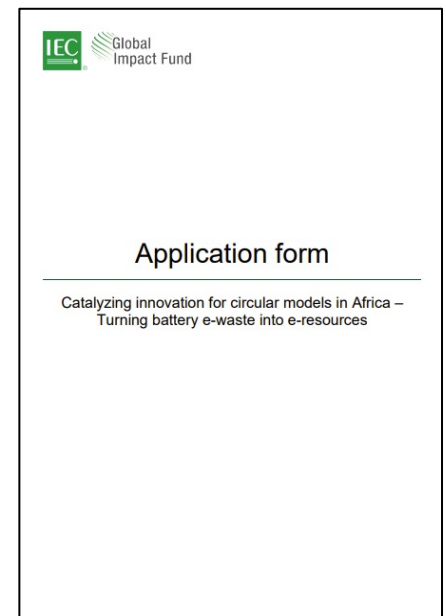 IEC
Global
Impact Fund
Application form
Catalyzing innovation for circular models in Africa –
Turning battery e-waste into e-resources